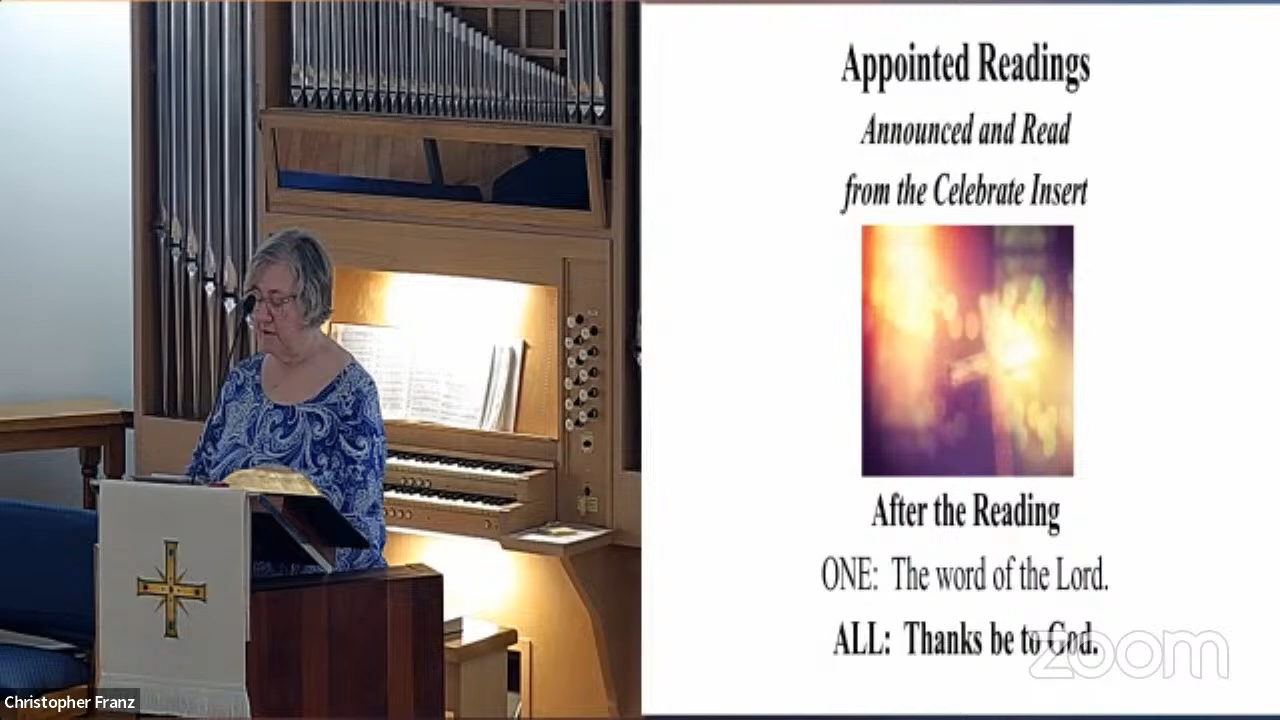 Appointed Readings
Announced and Read
from the Celebrate Insert
After the Reading
ONE: The word of the Lord.
ALL: Thanks be to God.
zoom
Christopher Franz